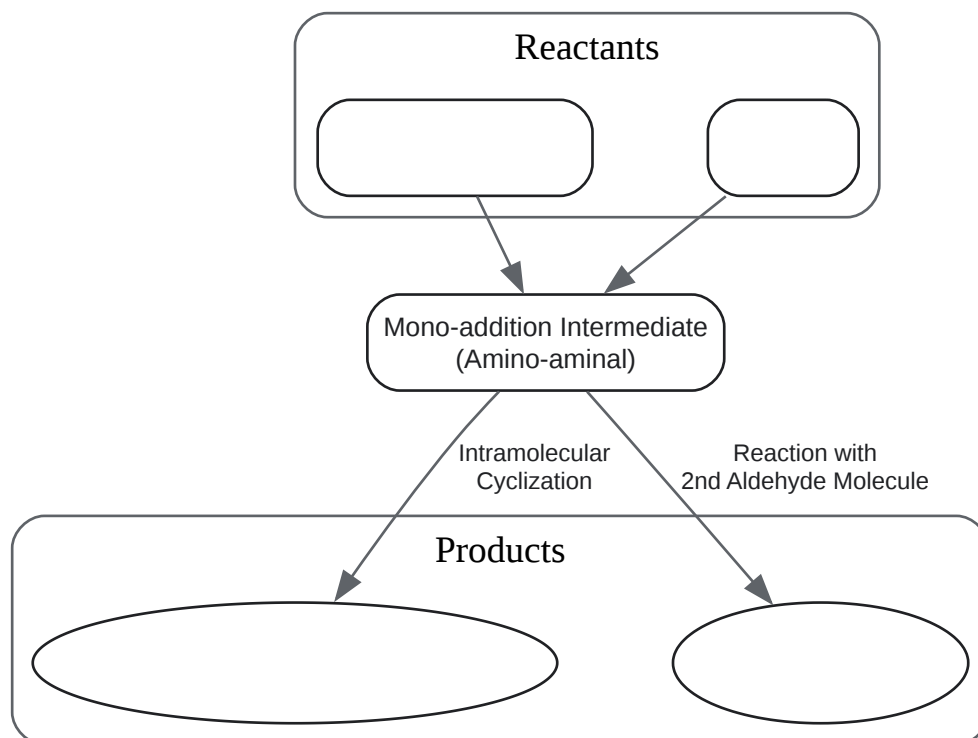 Reactants
Mono-addition Intermediate
(Amino-aminal)
Intramolecular
Cyclization
Reaction with
2nd Aldehyde Molecule
Products